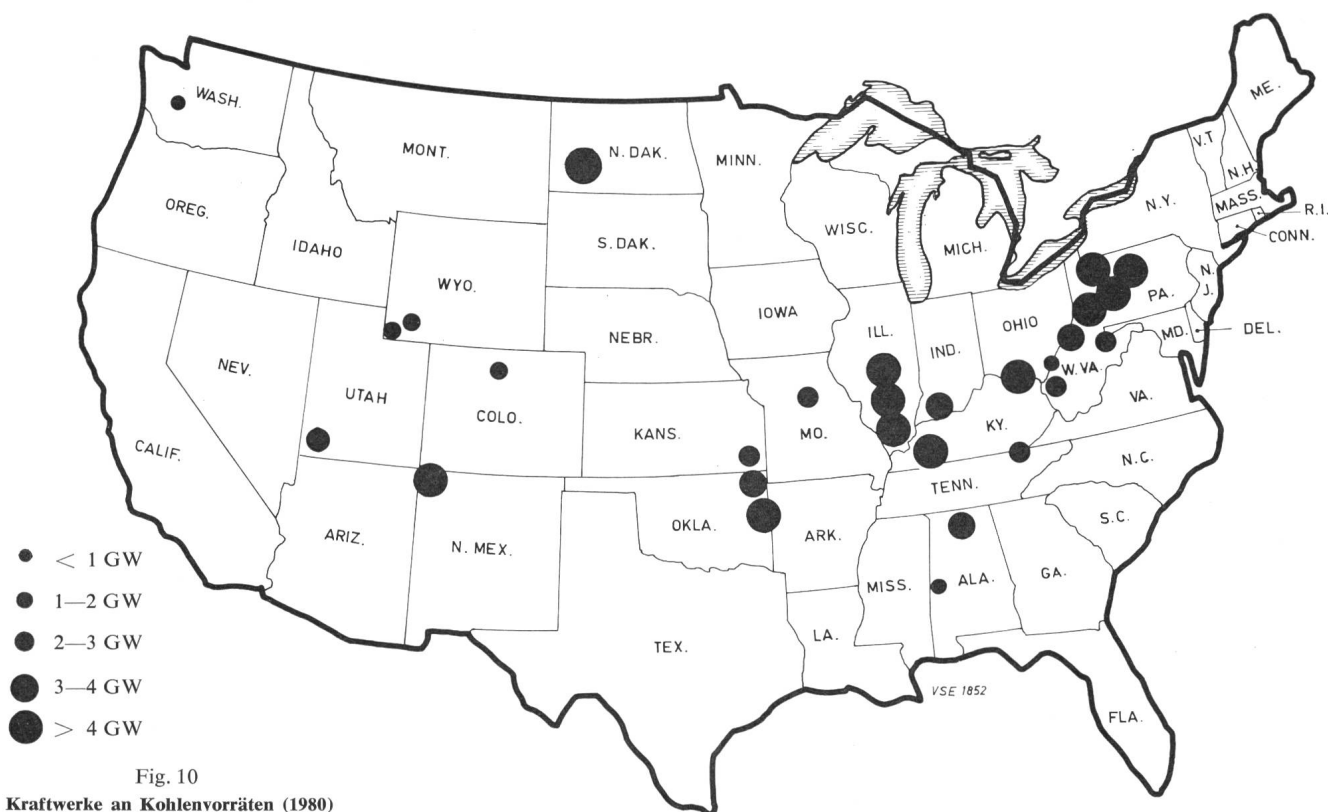 WASH.
MONT.
N. DAK.
MINN.
ME.
V.T
N.H.
OREG.
IDAHO
S. DAK.
WISC.
MICH.
N.Y.
MASS.
R.I.
CONN.
WYO.
IOWA
NEBR.
ILL.
IND.
OHIO
PA.
N.
J.
NEV.
UTAH
COLO.
KANS.
MO.
KY.
W.VA.
MD.
DEL.
VA.
CALIF.
ARIZ.
N. MEX.
OKLA.
ARK.
TENN.
N.C.
S.C.
TEX.
LA.
MISS.
ALA.
GA.
FLA.
VSE 1852
< 1 GW
1—2 GW
2—3 GW
3—4 GW
> 4 GW
Fig. 10
Kraftwerke an Kohlenvorräten (1980)